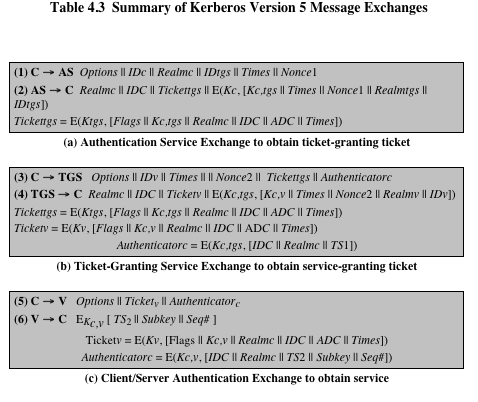 Table 4.3 Summary of Kerberos Version 5 Message Exchanges
(1) C → AS Options || IDc || Realmc || IDtgs || Times || Nonce1
(2) AS → C Realmc || IDC || Tickettgs || E(Kc, [Kc,tgs || Times || Nonce1 || Realmtgs ||
IDtgs])
Tickettgs = E(Ktgs, [Flags || Kc,tgs || Realmc || IDC || ADC || Times])
(a) Authentication Service Exchange to obtain ticket-granting ticket
(3) C → TGS Options || IDv || Times || || Nonce2 || Tickettgs || Authenticatorc
(4) TGS → C Realmc || IDC || Ticketv || E(Kc,tgs, [Kc,v || Times || Nonce2 || Realmv || IDv])
Tickettgs = E(Ktgs, [Flags || Kc,tgs || Realmc || IDC || ADC || Times])
Ticketv = E(Kv, [Flags || Kc,v || Realmc || IDC || ADC || Times])
Authenticatorc = E(Kc,tgs, [IDC || Realmc || TS1])
(b) Ticket-Granting Service Exchange to obtain service-granting ticket
(5) C → V Options || Ticketv || Authenticatorc
(6) V → C EKC,V [ TS2 || Subkey || Seq# ]
Ticketv = E(Kv, [Flags || Kc,v || Realmc || IDC || ADC || Times])
Authenticatorc = E(Kc,v, [IDC || Realmc || TS2 || Subkey || Seq#])
(c) Client/Server Authentication Exchange to obtain service